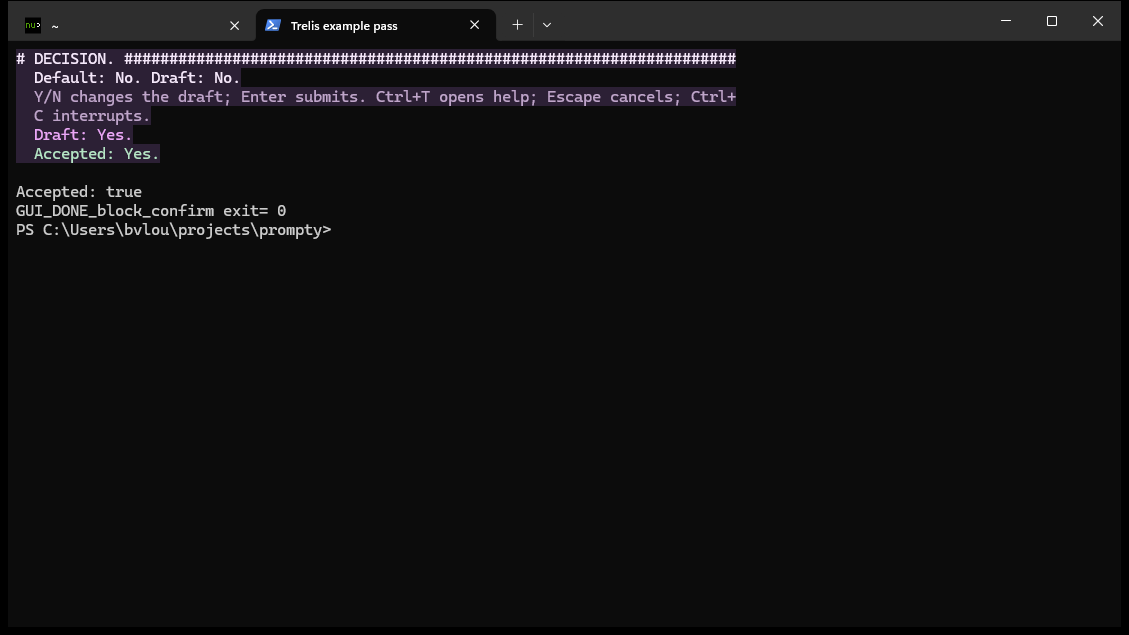 nu> ~
Trelis example pass
# DECISION. ####################################################################
Default: No. Draft: No.
Y/N changes the draft; Enter submits. Ctrl+T opens help; Escape cancels; Ctrl+
C interrupts.
Draft: Yes.
Accepted: Yes.
Accepted: true
GUI_DONE_block_confirm exit= 0
PS C:\Users\bvlou\projects\prompty>